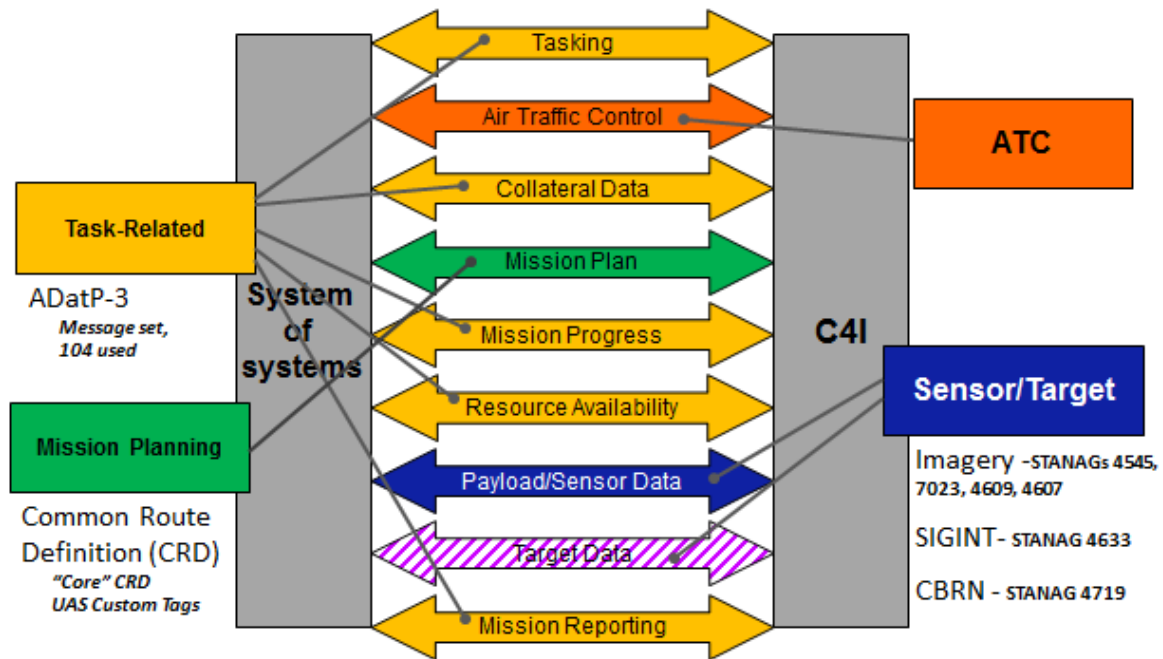 Tasking
Air Traffic Control
ATC
Collateral Data
Task-Related
Mission Plan
ADatP-3
Message set,
104 used
System
of
systems
Mission Progress
C4I
Resource Availability
Sensor/Target
Mission Planning
Imagery -STANAGs 4545,
7023, 4609, 4607
Payload/Sensor Data
Common Route
Definition (CRD)
"Core" CRD
UAS Custom Tags
SIGINT- STANAG 4633
Target Data
CBRN - STANAG 4719
Mission Reporting